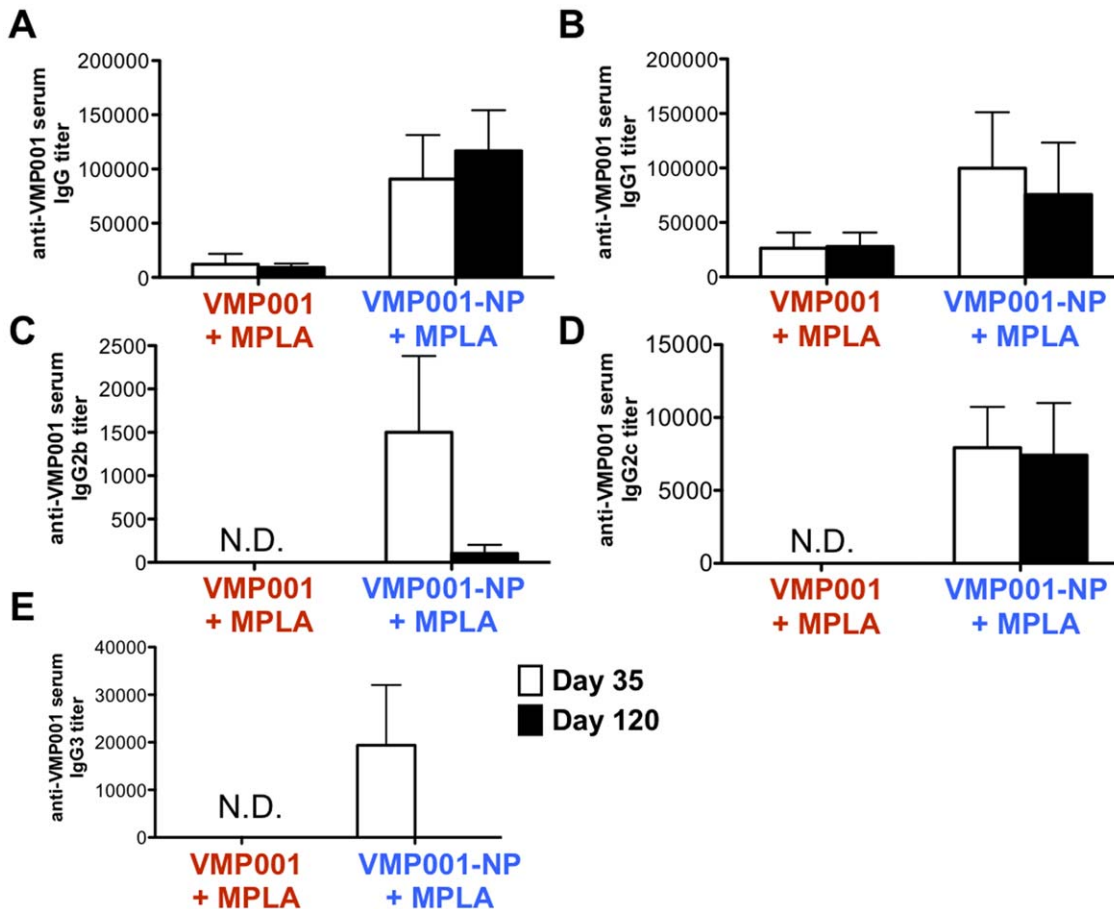 A
anti-VMP001 serum
IgG titer
200000
150000
100000
50000
0
VMP001
+ MPLA
VMP001-NP
+ MPLA
B
anti-VMP001 serum
IgG1 titer
200000
150000
100000
50000
0
VMP001
+ MPLA
VMP001-NP
+ MPLA
C
anti-VMP001 serum
IgG2b titer
2500
2000
1500
1000
500
0
N.D.
VMP001
+ MPLA
VMP001-NP
+ MPLA
D
anti-VMP001 serum
IgG2c titer
15000
10000
5000
0
N.D.
VMP001
+ MPLA
VMP001-NP
+ MPLA
E
anti-VMP001 serum
IgG3 titer
40000
30000
20000
10000
0
N.D.
VMP001
+ MPLA
VMP001-NP
+ MPLA
Day 35
Day 120